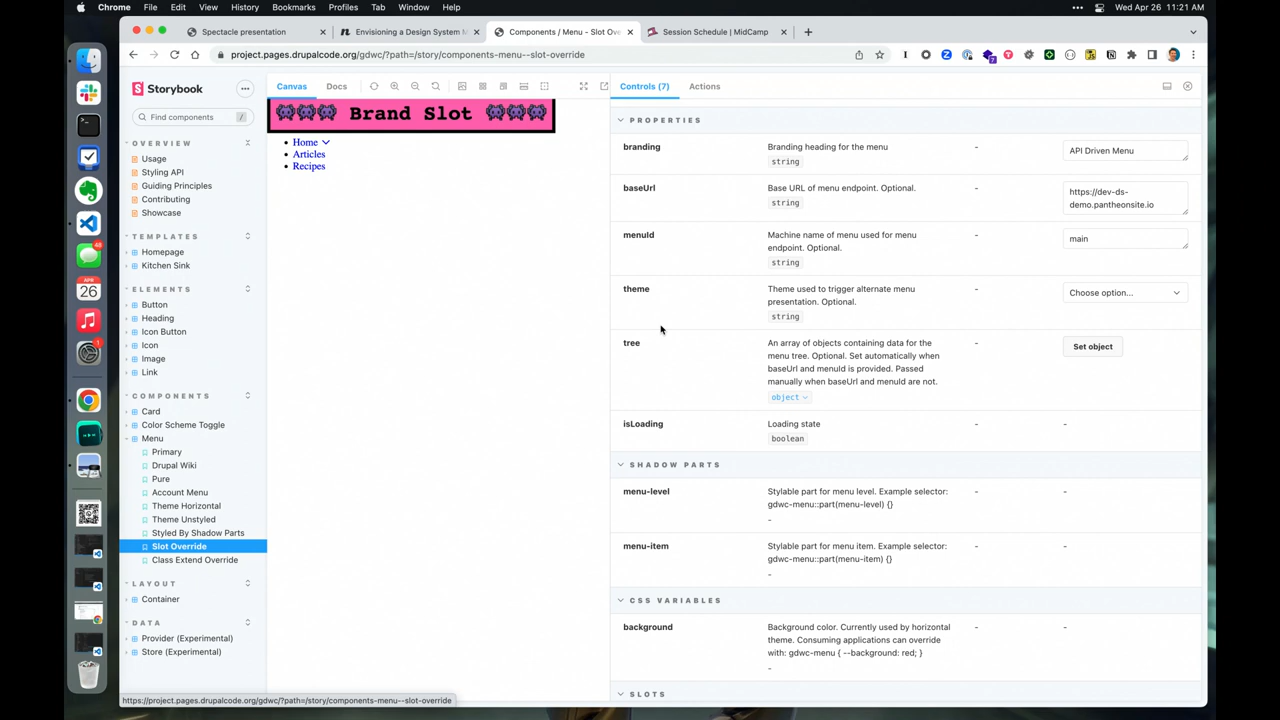 Chrome File Edit View History Bookmarks Profiles Tab Window Help
Wed Apr 26 11:21 AM
Spectacle presentation
Envisioning a Design System M
Components / Menu - Slot Ov
Session Schedule | MidCamp
project.pages.drupalcode.org/gdwc/?path=/story/components-menu--slot-override
7
48
APR
26
1
Storybook
Find components
/
OVERVIEW
Usage
Styling API
Guiding Principles
Contributing
Showcase
TEMPLATES
Homepage
Kitchen Sink
ELEMENTS
Button
Heading
Icon Button
Icon
Image
Link
COMPONENTS
Card
Color Scheme Toggle
Menu
Primary
Drupal Wiki
Pure
Account Menu
Theme Horizontal
Theme Unstyled
Styled By Shadow Parts
Slot Override
Class Extend Override
LAYOUT
Container
DATA
Provider (Experimental)
Store (Experimental)
Canvas Docs
Brand Slot
Home
Articles
Recipes
Controls (7) Actions
PROPERTIES
branding
Branding heading for the menu
string
-
API Driven Menu
baseUrl
Base URL of menu endpoint. Optional.
string
-
https://dev-ds-
demo.pantheonsite.io
menuId
Machine name of menu used for menu
endpoint. Optional.
string
-
main
theme
Theme used to trigger alternate menu
presentation. Optional.
string
-
Choose option...
tree
An array of objects containing data for the
menu tree. Optional. Set automatically when
baseUrl and menuId is provided. Passed
manually when baseUrl and menuId are not.
object
-
Set object
isLoading
Loading state
boolean
-
-
SHADOW PARTS
menu-level
Stylable part for menu level. Example selector:
gdwc-menu::part(menu-level) {}
-
-
-
menu-item
Stylable part for menu item. Example selector:
gdwc-menu::part(menu-item) {}
-
-
-
CSS VARIABLES
background
Background color. Currently used by horizontal
theme. Consuming applications can override
with: gdwc-menu { --background: red; }
-
-
-
SLOTS
https://project.pages.drupalcode.org/gdwc/?path=/story/components-menu--slot-override